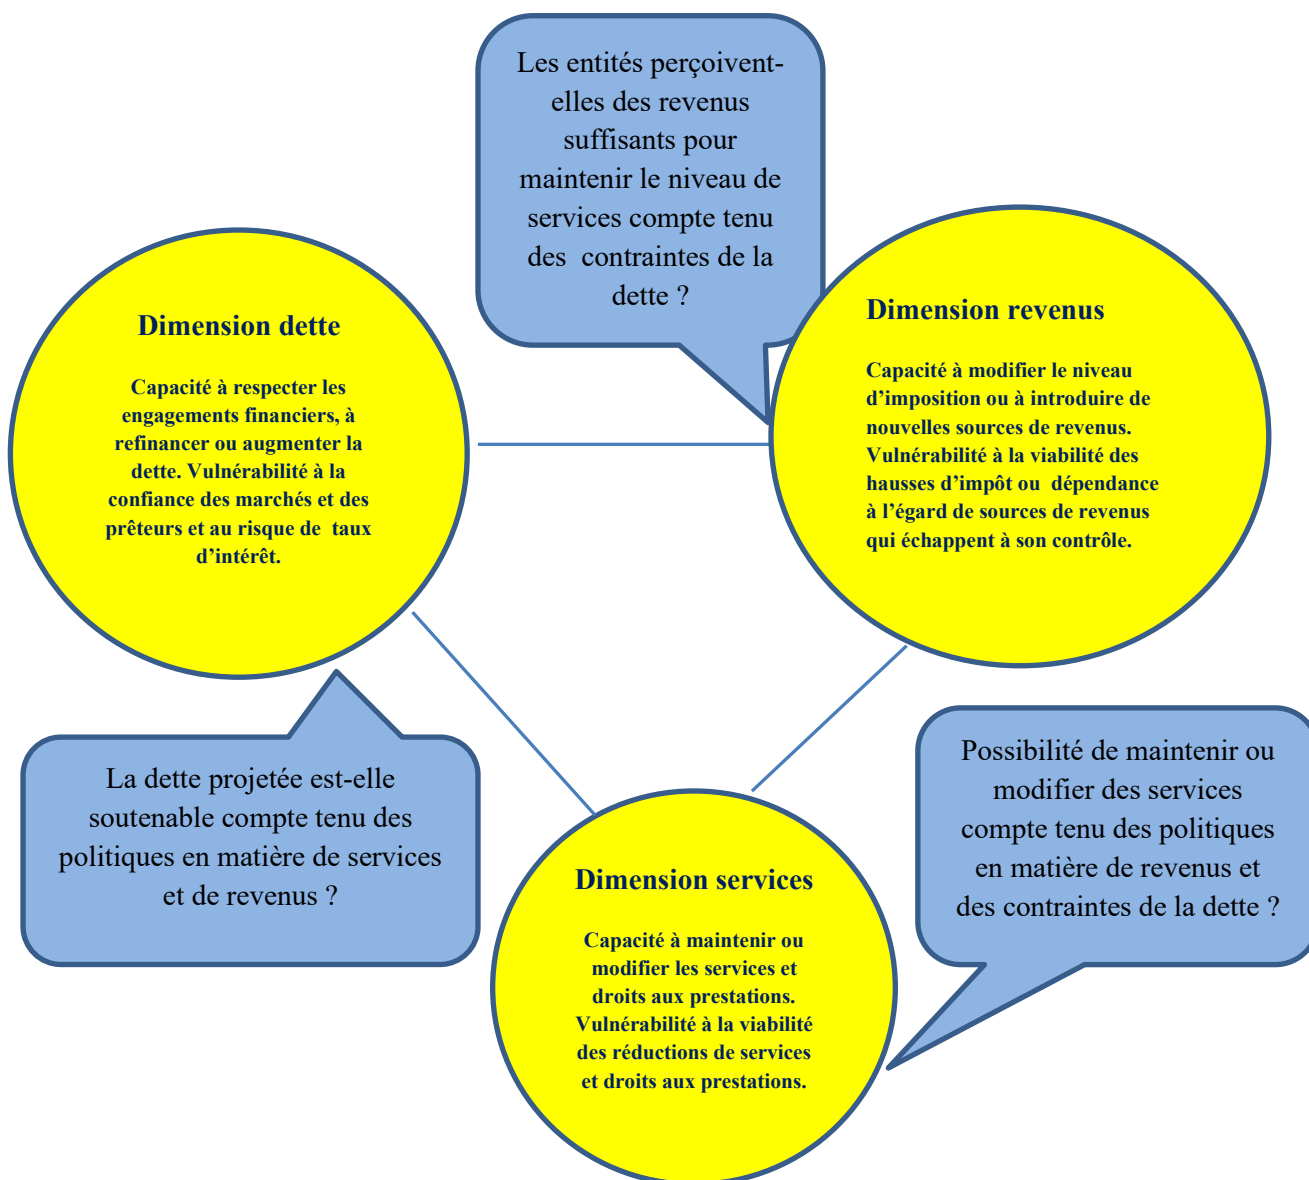 Les entités perçoivent-
elles des revenus
suffisants pour
maintenir le niveau de
services compte tenu
des contraintes de la
dette ?
Dimension dette
Capacité à respecter les
engagements financiers, à
refinancer ou augmenter la
dette. Vulnérabilité à la
confiance des marchés et des
prêteurs et au risque de taux
d’intérêt.
Dimension revenus
Capacité à modifier le niveau
d’imposition ou à introduire de
nouvelles sources de revenus.
Vulnérabilité à la viabilité des
hausses d’impôt ou dépendance
à l’égard de sources de revenus
qui échappent à son contrôle.
La dette projetée est-elle
soutenable compte tenu des
politiques en matière de services
et de revenus ?
Possibilité de maintenir ou
modifier des services
compte tenu des politiques
en matière de revenus et
des contraintes de la dette ?
Dimension services
Capacité à maintenir ou
modifier les services et
droits aux prestations.
Vulnérabilité à la viabilité
des réductions de services
et droits aux prestations.